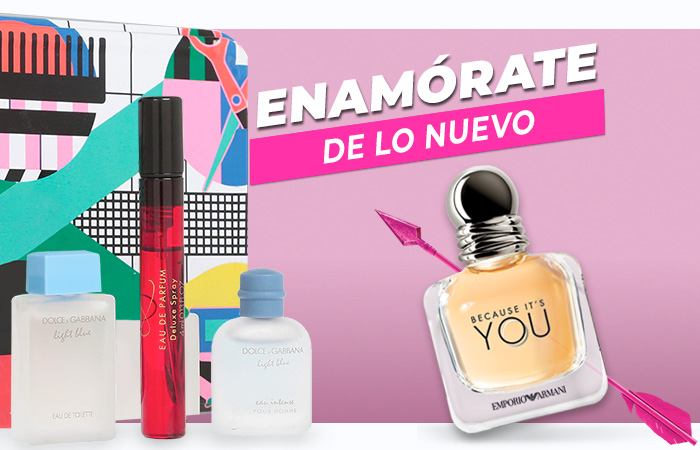 ENAMÓRATE
DE LO NUEVO
BECAUSE IT'S
YOU
EMPORIO ARMANI
DOLCE & GABBANA
light blue
EAU DE TOILETTE
EAU DE PARFUM
Deluxe Spray
DOLCE & GABBANA
light blue
eau intense
POUR HOMME